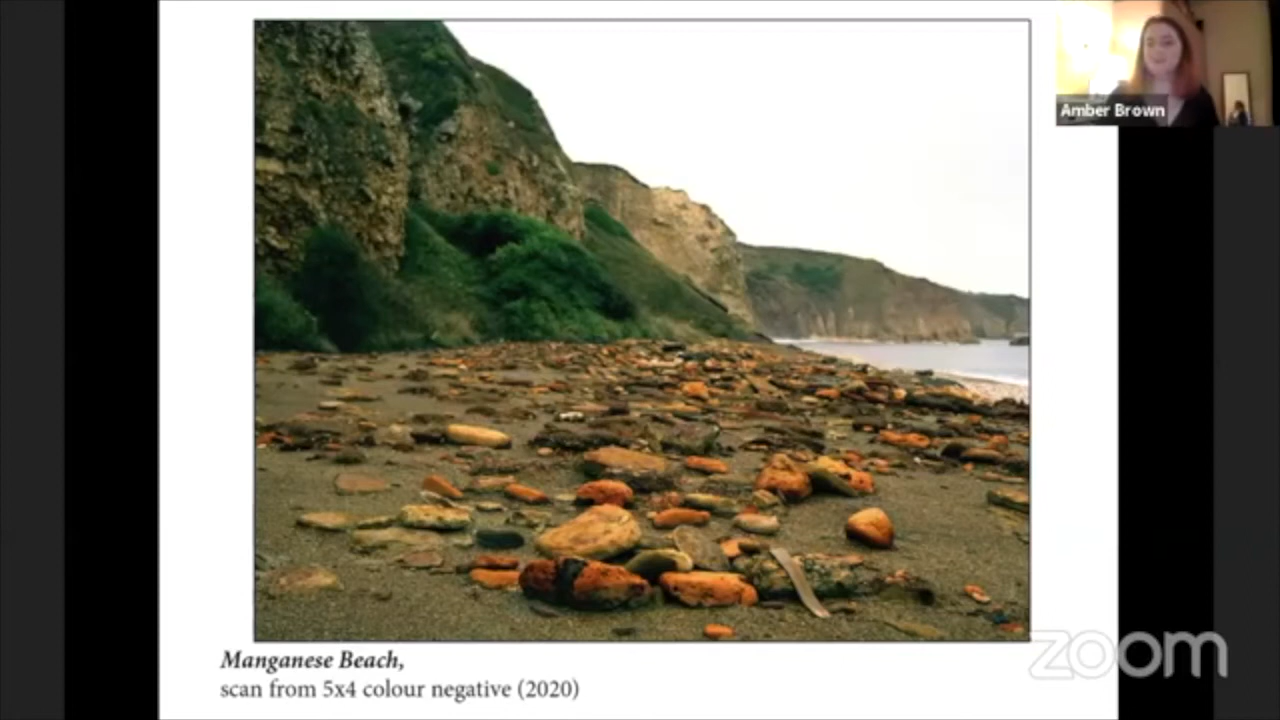 Amber Brown
zoom
Manganese Beach,
scan from 5x4 colour negative (2020)